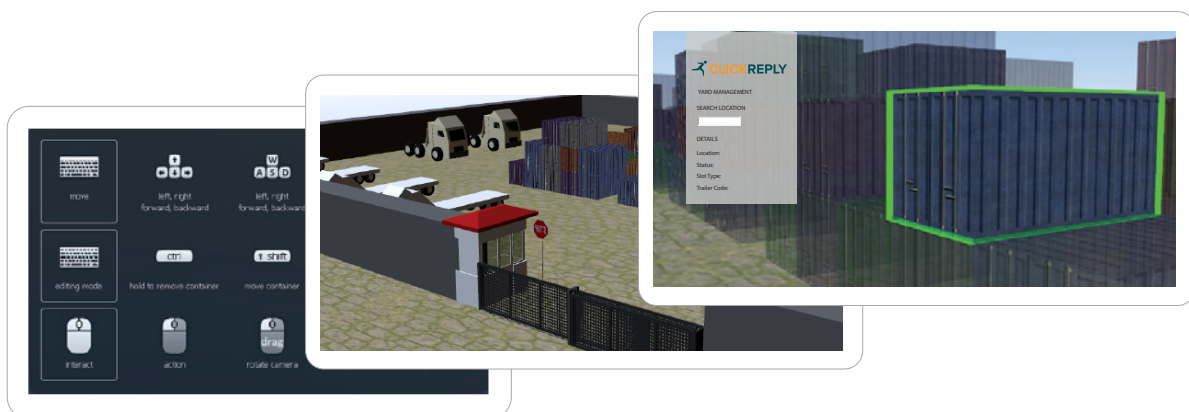 move
left, right
forward, backward
W
A S D
left, right
forward, backward
editing mode
ctrl
hold to remove container
⇧ shift
move container
interact
action
drag
rotate camera
CLICKREPLY
YARD MANAGEMENT
SEARCH LOCATION
DETAILS
Location:
Status:
Slot Type:
Trailer Code: